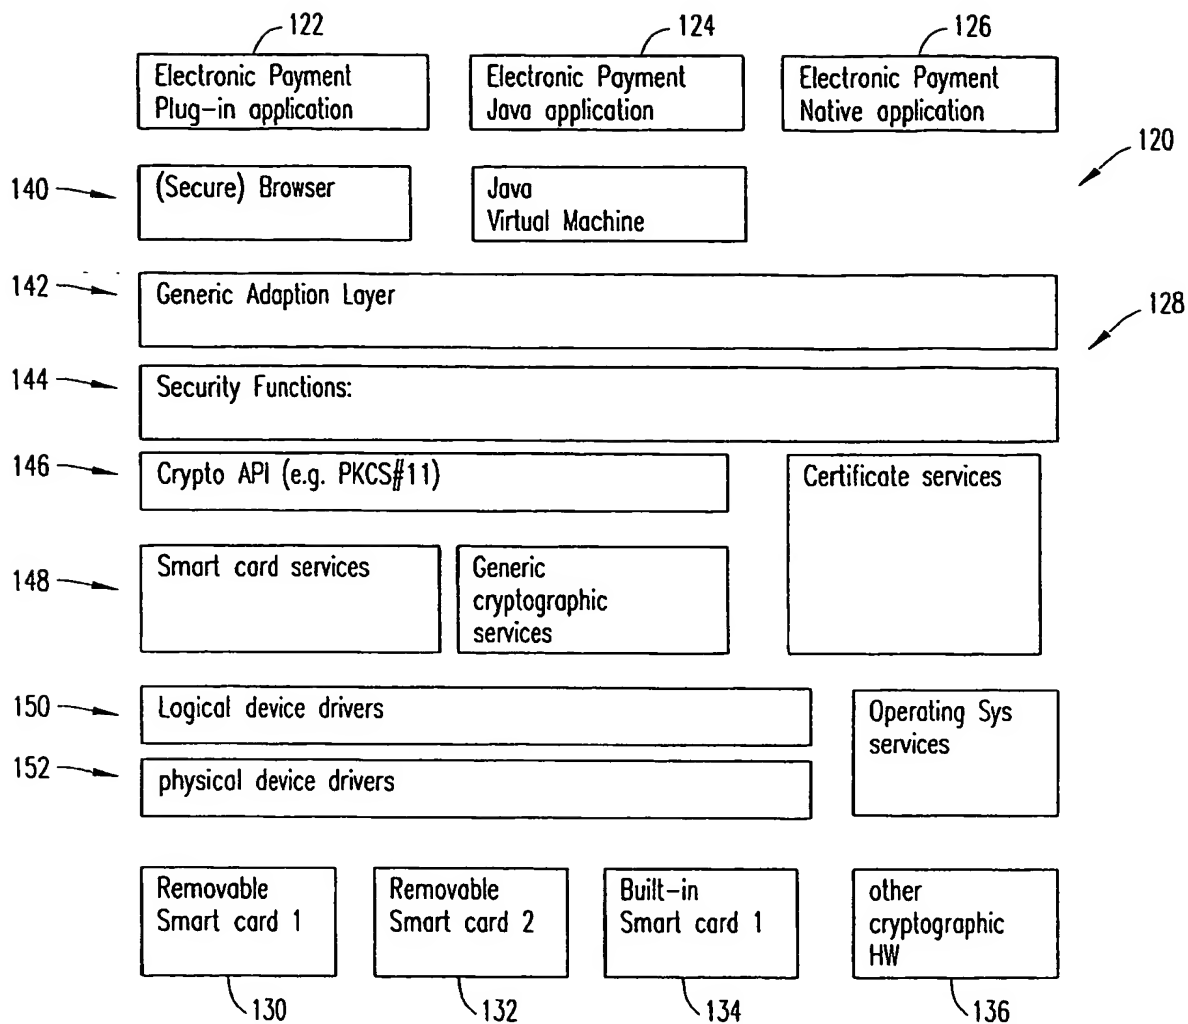 122
124
126
Electronic Payment
Plug-in application
Electronic Payment
Java application
Electronic Payment
Native application
120
140
(Secure) Browser
Java
Virtual Machine
142
Generic Adaption Layer
128
144
Security Functions:
146
Crypto API (e.g. PKCS#11)
Certificate services
148
Smart card services
Generic
cryptographic
services
150
Logical device drivers
Operating Sys
services
152
physical device drivers
Removable
Smart card 1
Removable
Smart card 2
Built-in
Smart card 1
other
cryptographic
HW
130
132
134
136